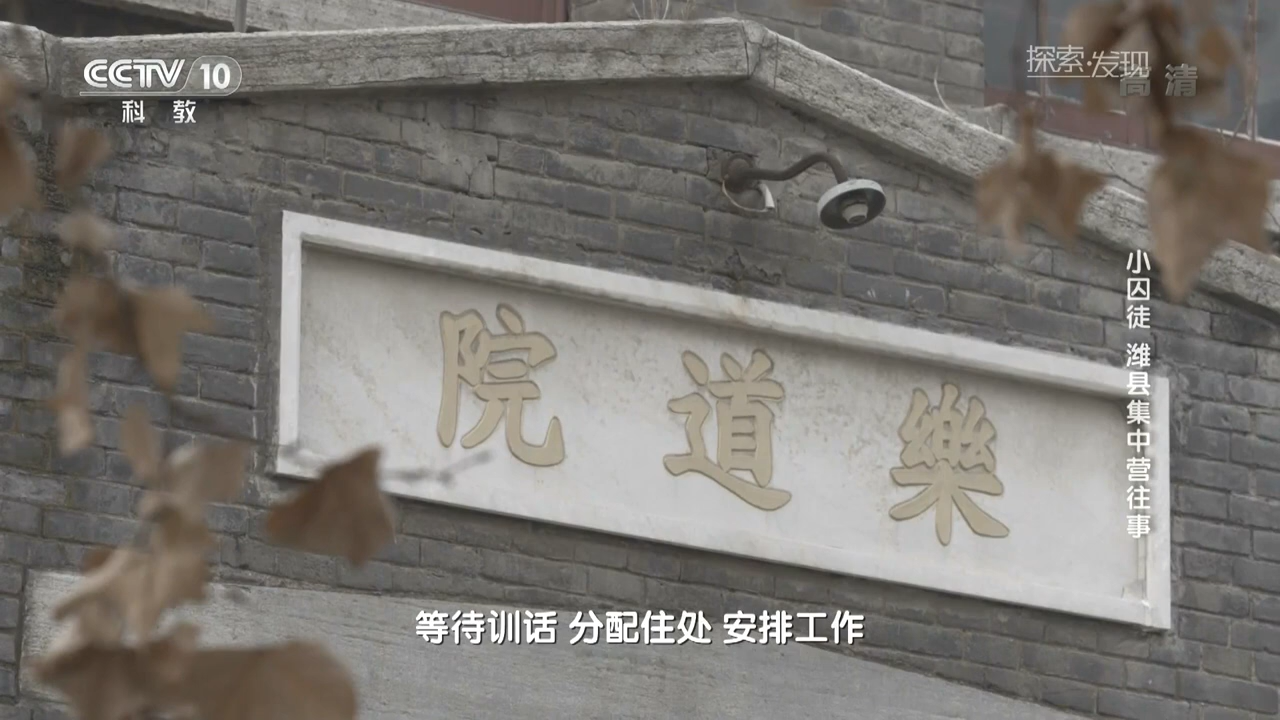 CCTV 10
科教
探索·发现
高清
院道樂
小囚徒 潍县集中营往事
等待训话 分配住处 安排工作